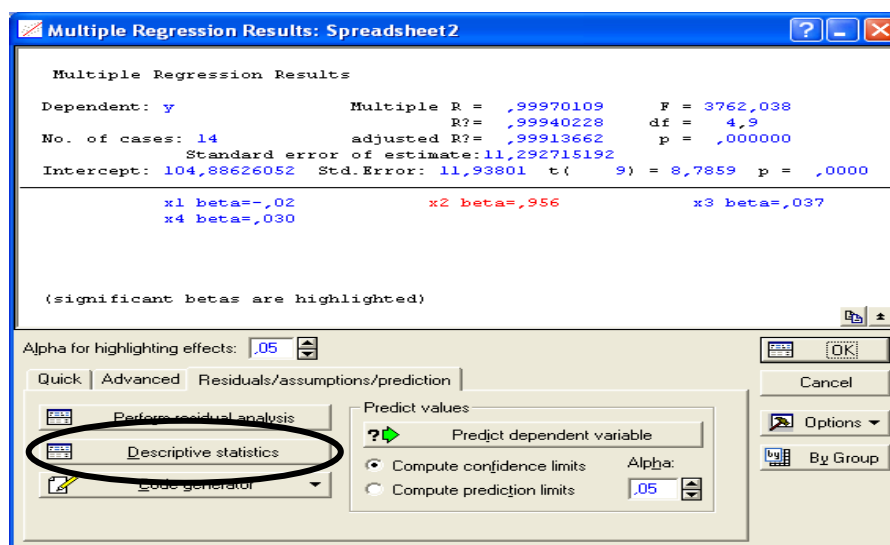 Multiple Regression Results: Spreadsheet2
Multiple Regression Results
Dependent: y Multiple R = ,99970109 F = 3762,038
R?= ,99940228 df = 4,9
No. of cases: 14 adjusted R?= ,99913662 p = ,000000
Standard error of estimate:11,292715192
Intercept: 104,88626052 Std.Error: 11,93801 t( 9) = 8,7859 p = ,0000
x1 beta=-,02 x2 beta=,956 x3 beta=,037
x4 beta=,030
(significant betas are highlighted)
Alpha for highlighting effects: ,05
OK
Quick Advanced Residuals/assumptions/prediction
Cancel
Perform residual analysis
Predict values
Options
Predict dependent variable
Descriptive statistics
By Group
Compute confidence limits Alpha:
Code generator
Compute prediction limits ,05